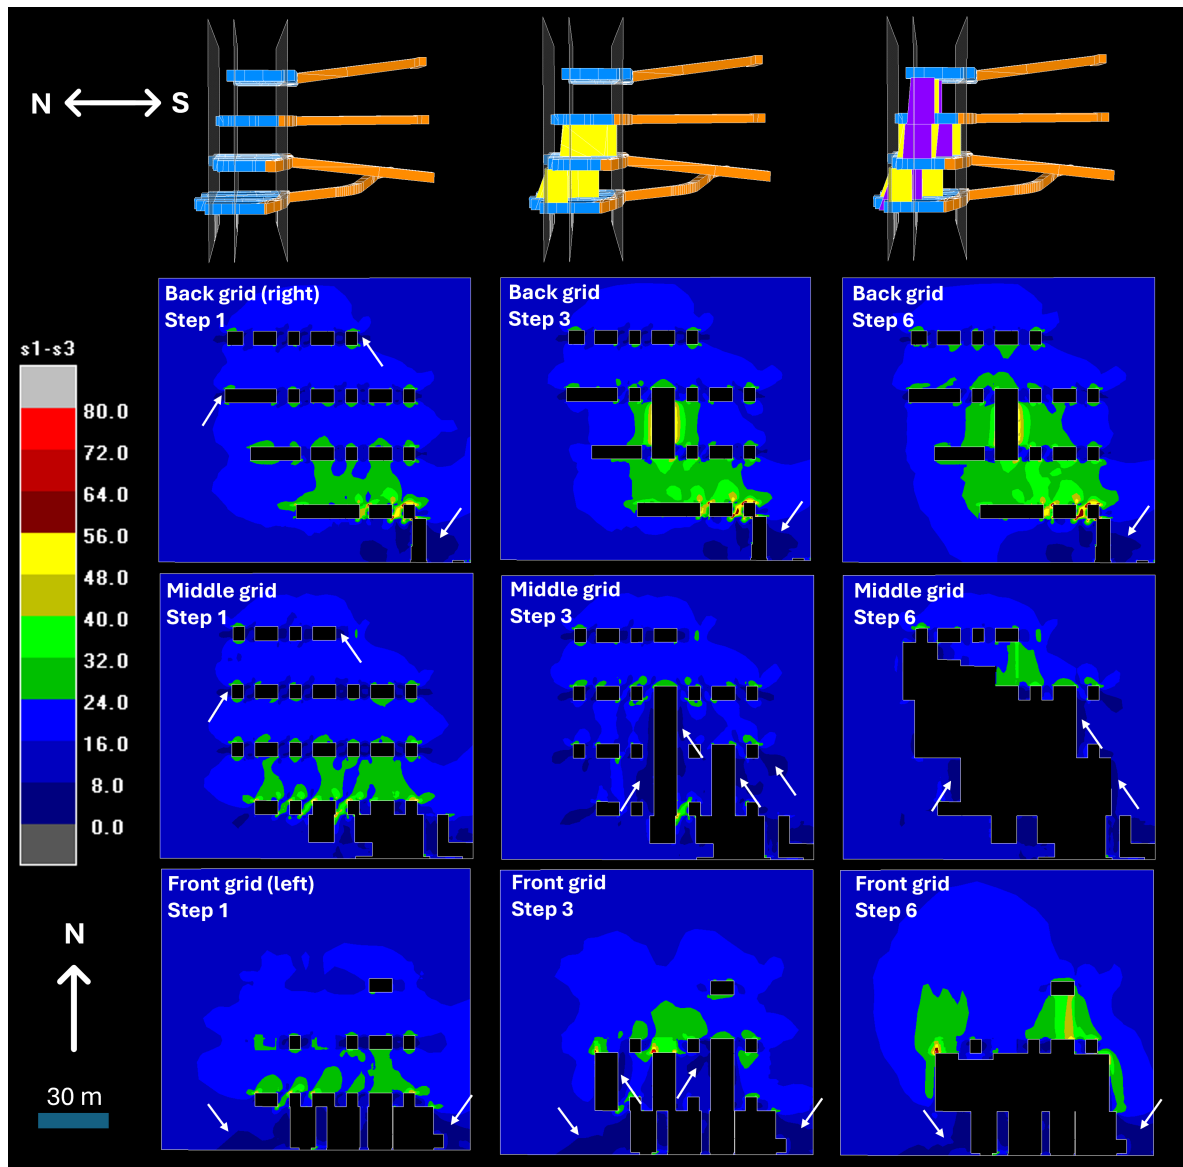 N
S
Back grid (right)
Step 1
Back grid
Step 3
Back grid
Step 6
s1-s3
80.0
72.0
64.0
56.0
48.0
40.0
32.0
24.0
16.0
8.0
0.0
Middle grid
Step 1
Middle grid
Step 3
Middle grid
Step 6
Front grid (left)
Step 1
Front grid
Step 3
Front grid
Step 6
N
30 m